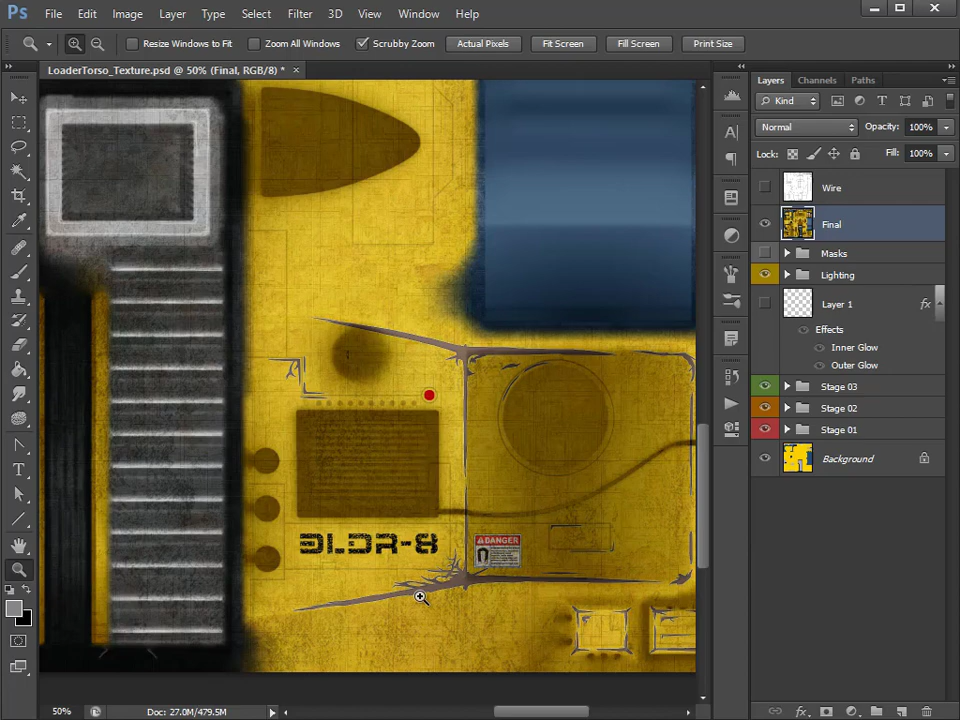 Ps File Edit Image Layer Type Select Filter 3D View Window Help
Resize Windows to Fit Zoom All Windows Scrubby Zoom Actual Pixels Fit Screen Fill Screen Print Size
LoaderTorso_Texture.psd @ 50% (Final, RGB/8) * ×
Layers Channels Paths
Kind
Normal Opacity: 100%
Lock: Fill: 100%
Wire
Final
Masks
Lighting
Layer 1 fx
Effects
Inner Glow
Outer Glow
Stage 03
Stage 02
Stage 01
Background
DLDR-8
DANGER
50% Doc: 27.0M/479.5M